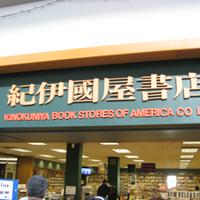 紀伊國屋書店
KINOKUNIYA BOOK STORES OF AMERICA CO